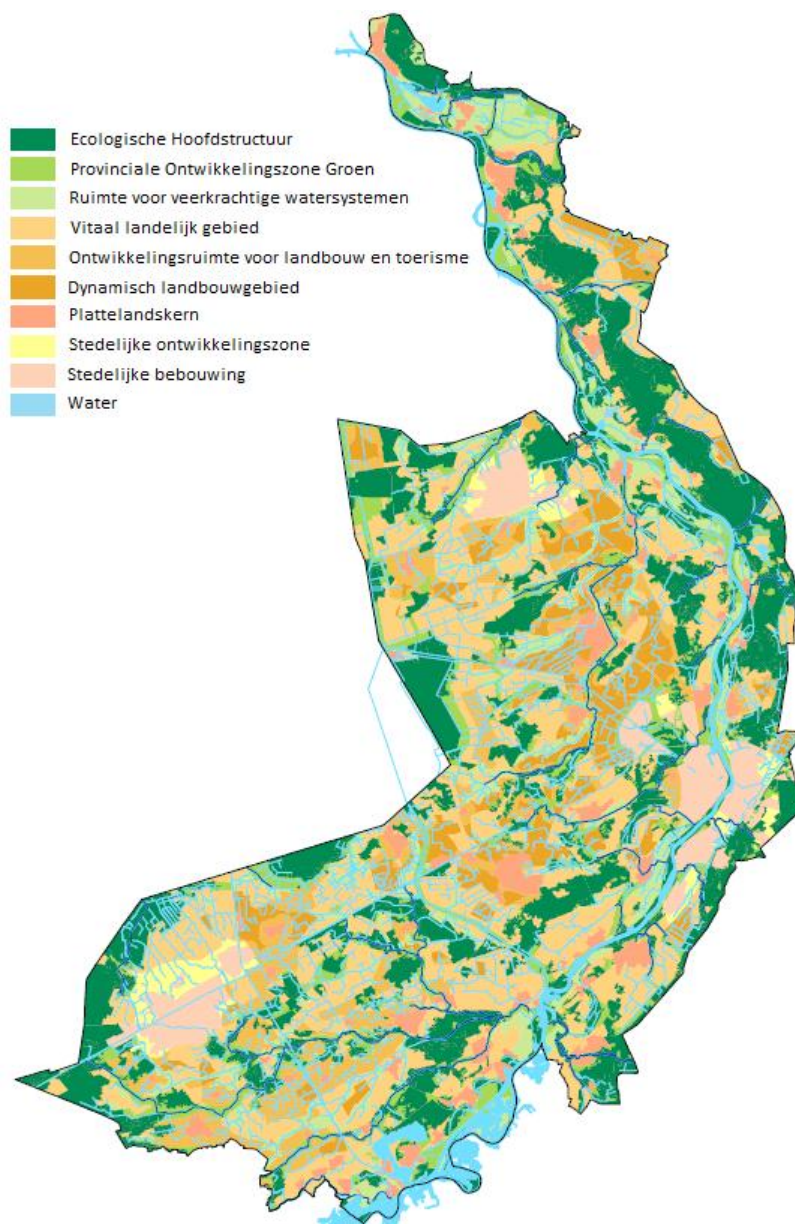 Ecologische Hoofdstructuur
Provinciale Ontwikkelingszone Groen
Ruimte voor veerkrachtige watersystemen
Vitaal landelijk gebied
Ontwikkelingsruimte voor landbouw en toerisme
Dynamisch landbouwgebied
Plattelandskern
Stedelijke ontwikkelingszone
Stedelijke bebouwing
Water